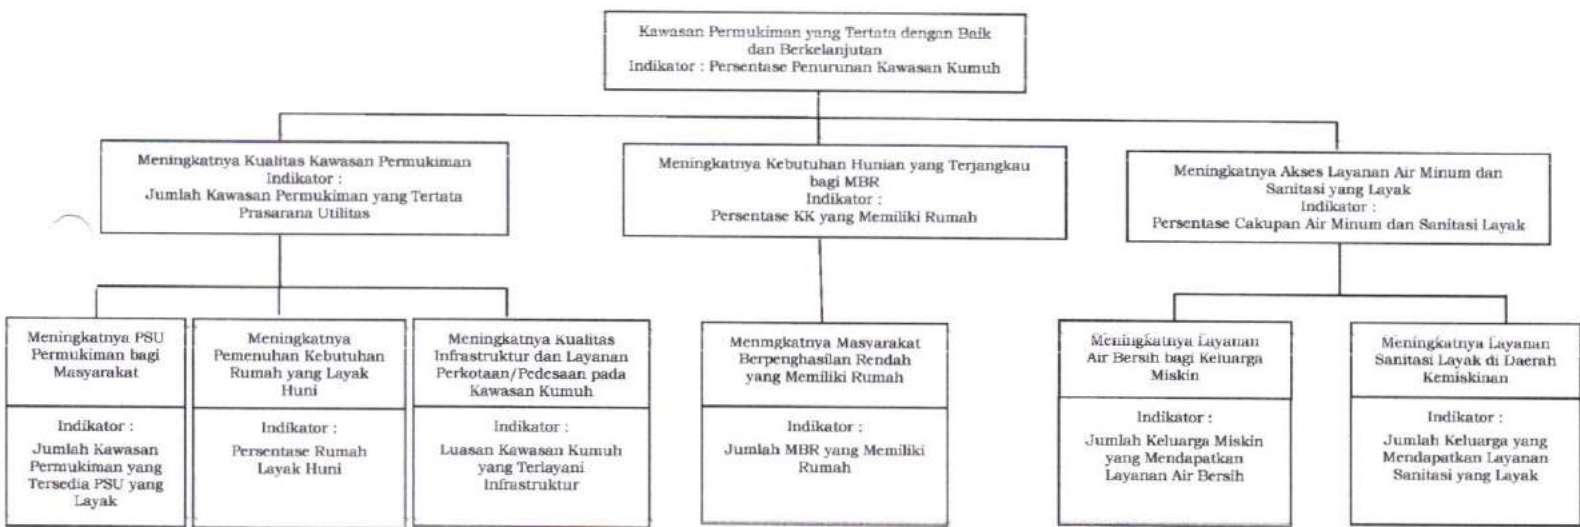 Kawasan Permukiman yang Tertata dengan Baik
dan Berkelanjutan
Indikator : Persentase Penurunan Kawasan Kumuh
Meningkatnya Kualitas Kawasan Permukiman
Indikator :
Jumlah Kawasan Permukiman yang Tertata
Prasarana Utilitas
Meningkatnya Kebutuhan Hunian yang Terjangkau
bagi MBR
Indikator :
Persentase KK yang Memiliki Rumah
Meningkatnya Akses Layanan Air Minum dan
Sanitasi yang Layak
Indikator :
Persentase Cakupan Air Minum dan Sanitasi Layak
Meningkatnya PSU
Permukiman bagi
Masyarakat
Indikator :
Jumlah Kawasan
Permukiman yang
Tersedia PSU yang
Layak
Meningkatnya
Pemenuhan Kebutuhan
Rumah yang Layak
Huni
Indikator :
Persentase Rumah
Layak Huni
Meningkatnya Kualitas
Infrastruktur dan Layanan
Perkotaan/Pedesaan pada
Kawasan Kumuh
Indikator :
Luasan Kawasan Kumuh
yang Terlayani
Infrastruktur
Menmgkatnya Masyarakat
Berpenghasilan Rendah
yang Memiliki Rumah
Indikator :
Jumlah MBR yang Memiliki
Rumah
Meningkatnya Layanan
Air Bersih bagi Keluarga
Miskin
Indikator :
Jumlah Keluarga Miskin
yang Mendapatkan
Layanan Air Bersih
Meningkatnya Layanan
Sanitasi Layak di Daerah
Kemiskinan
Indikator :
Jumlah Keluarga yang
Mendapatkan Layanan
Sanitasi yang Layak